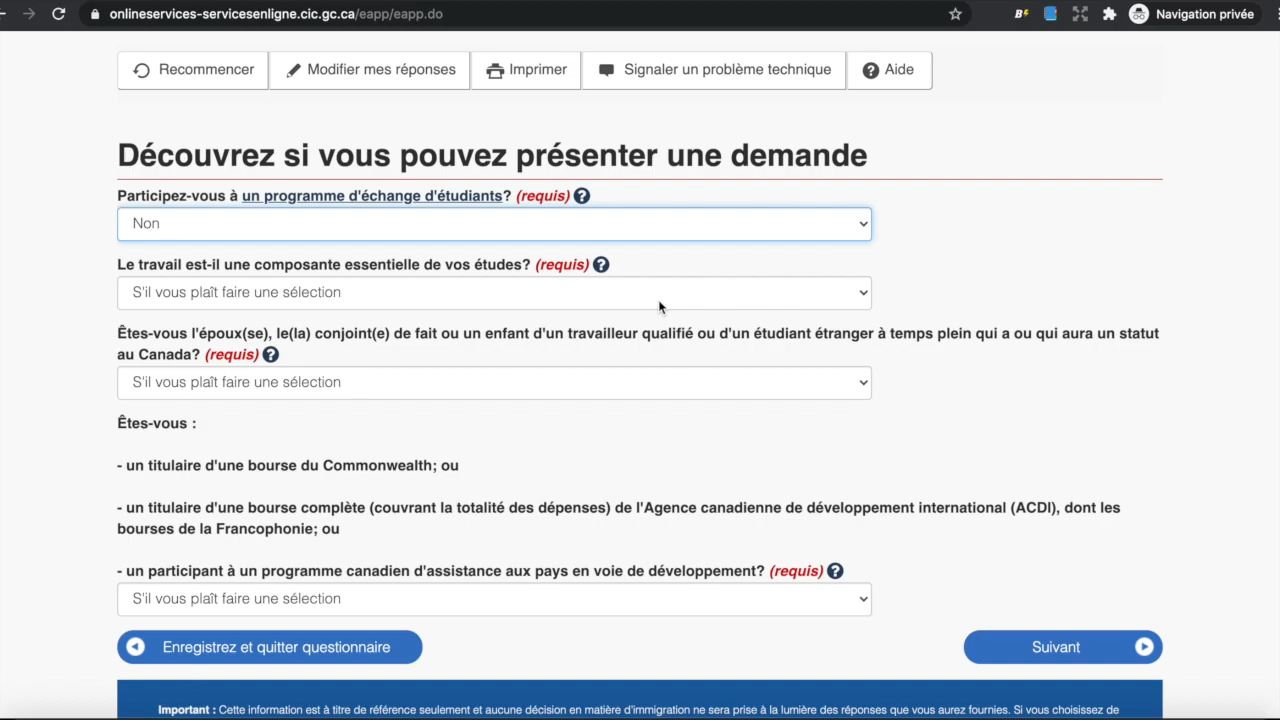 onlineservices-servicesenligne.cic.gc.ca/eapp/eapp.do
Navigation privée
Recommencer
Modifier mes réponses
Imprimer
Signaler un problème technique
Aide
Découvrez si vous pouvez présenter une demande
Participez-vous à un programme d'échange d'étudiants? (requis)
Non
Le travail est-il une composante essentielle de vos études? (requis)
S'il vous plaît faire une sélection
Êtes-vous l'époux(se), le(la) conjoint(e) de fait ou un enfant d'un travailleur qualifié ou d'un étudiant étranger à temps plein qui a ou qui aura un statut
au Canada? (requis)
S'il vous plaît faire une sélection
Êtes-vous :
- un titulaire d'une bourse du Commonwealth; ou
- un titulaire d'une bourse complète (couvrant la totalité des dépenses) de l'Agence canadienne de développement international (ACDI), dont les
bourses de la Francophonie; ou
- un participant à un programme canadien d'assistance aux pays en voie de développement? (requis)
S'il vous plaît faire une sélection
Enregistrez et quitter questionnaire
Suivant
Important : Cette information est à titre de référence seulement et aucune décision en matière d'immigration ne sera prise à la lumière des réponses que vous aurez fournies. Si vous choisissez de